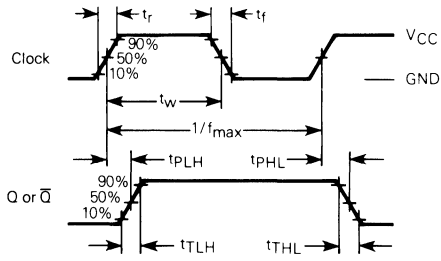 tr
tf
90%
50%
10%
Clock
VCC
GND
tw
1/fmax
tPLH
tPHL
90%
50%
10%
Q or Q̅
tTLH
tTHL